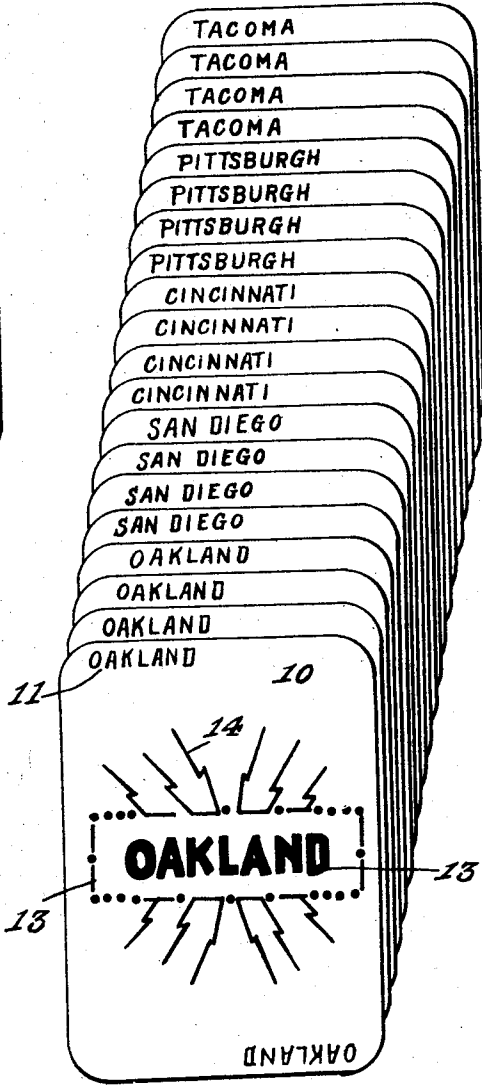 TACOMA
TACOMA
TACOMA
TACOMA
PITTSBURGH
PITTSBURGH
PITTSBURGH
PITTSBURGH
CINCINNATI
CINCINNATI
CINCINNATI
CINCINNATI
SAN DIEGO
SAN DIEGO
SAN DIEGO
SAN DIEGO
OAKLAND
OAKLAND
OAKLAND
OAKLAND
11 10
14
OAKLAND
13 13
OAKLAND